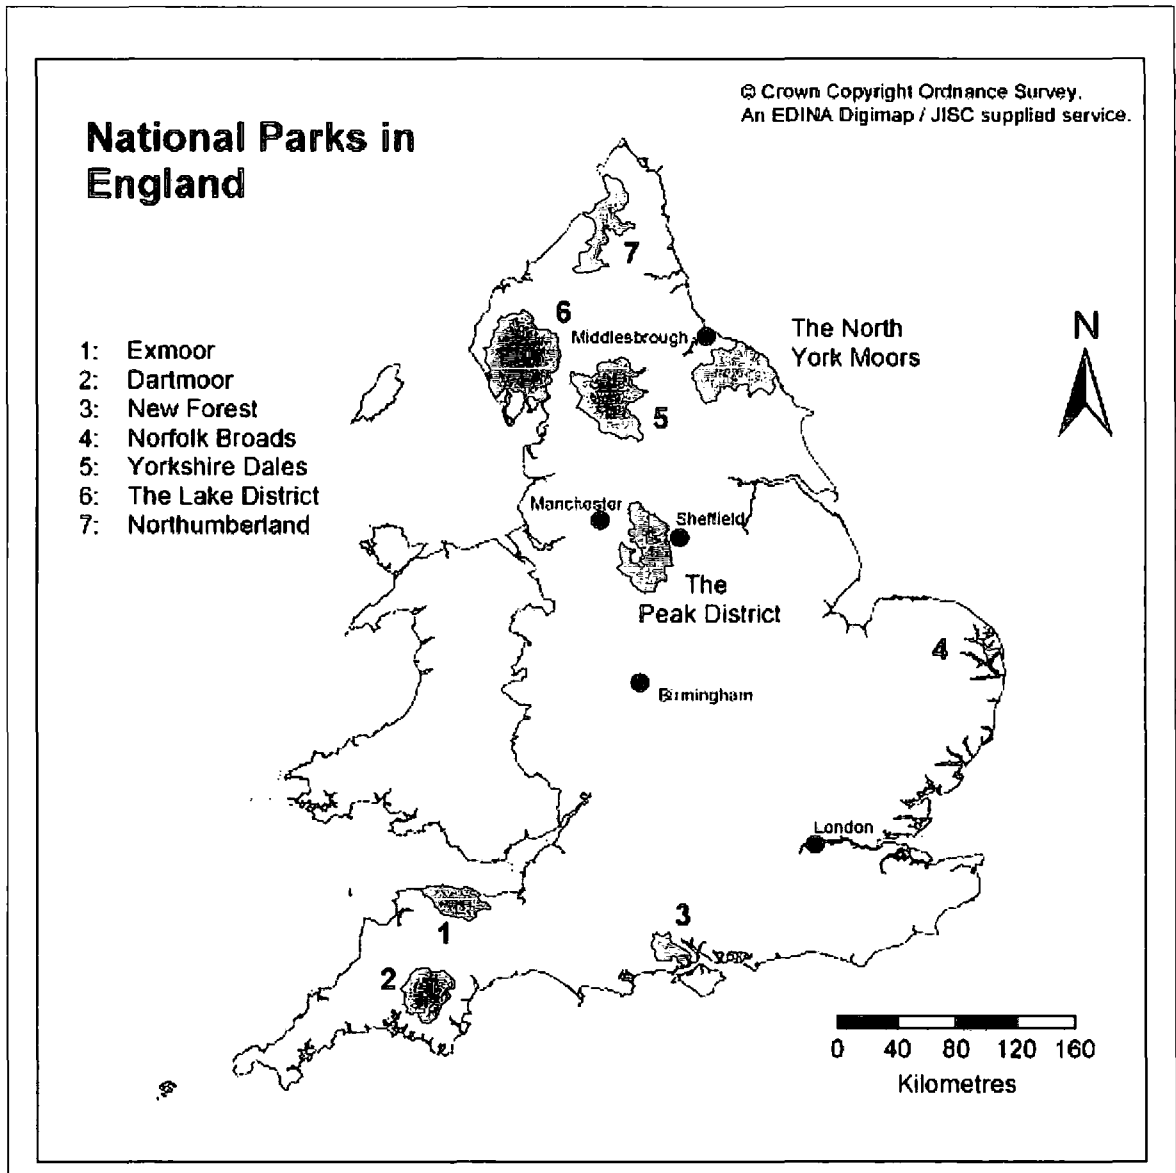 © Crown Copyright Ordnance Survey.
An EDINA Digimap / JISC supplied service.
National Parks in
England
7
6
Middlesbrough
The North
York Moors
N
1: Exmoor
2: Dartmoor
3: New Forest
4: Norfolk Broads
5: Yorkshire Dales
6: The Lake District
7: Northumberland
5
Manchester
Sheffield
The
Peak District
4
Birmingham
London
1
3
2
0 40 80 120 160
Kilometres